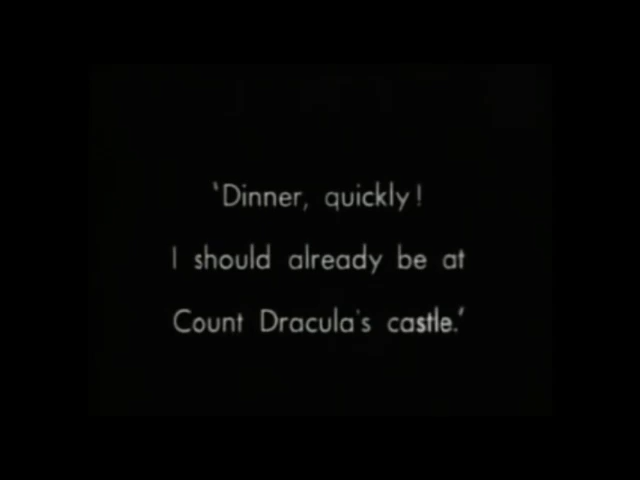 'Dinner, quickly!
I should already be at
Count Dracula's castle.'